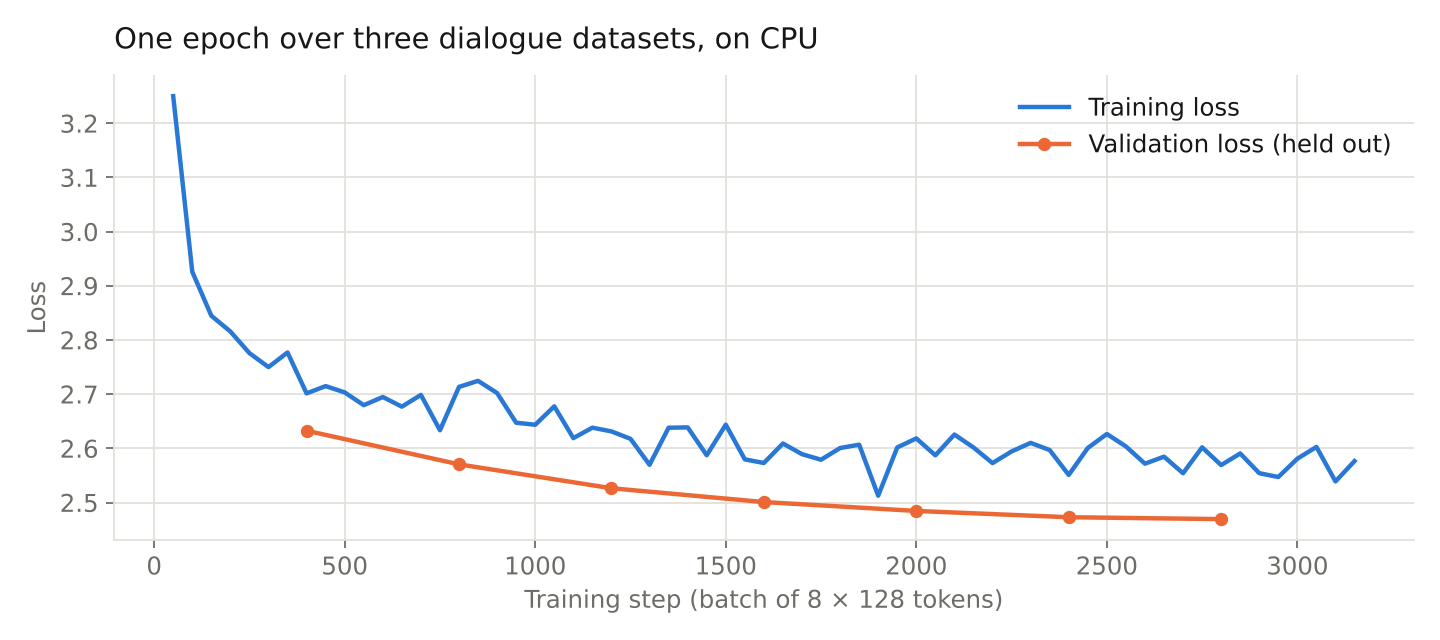 One epoch over three dialogue datasets, on CPU
Training loss
Validation loss (held out)
Loss
3.2
3.1
3.0
2.9
2.8
2.7
2.6
2.5
0 500 1000 1500 2000 2500 3000
Training step (batch of 8 × 128 tokens)